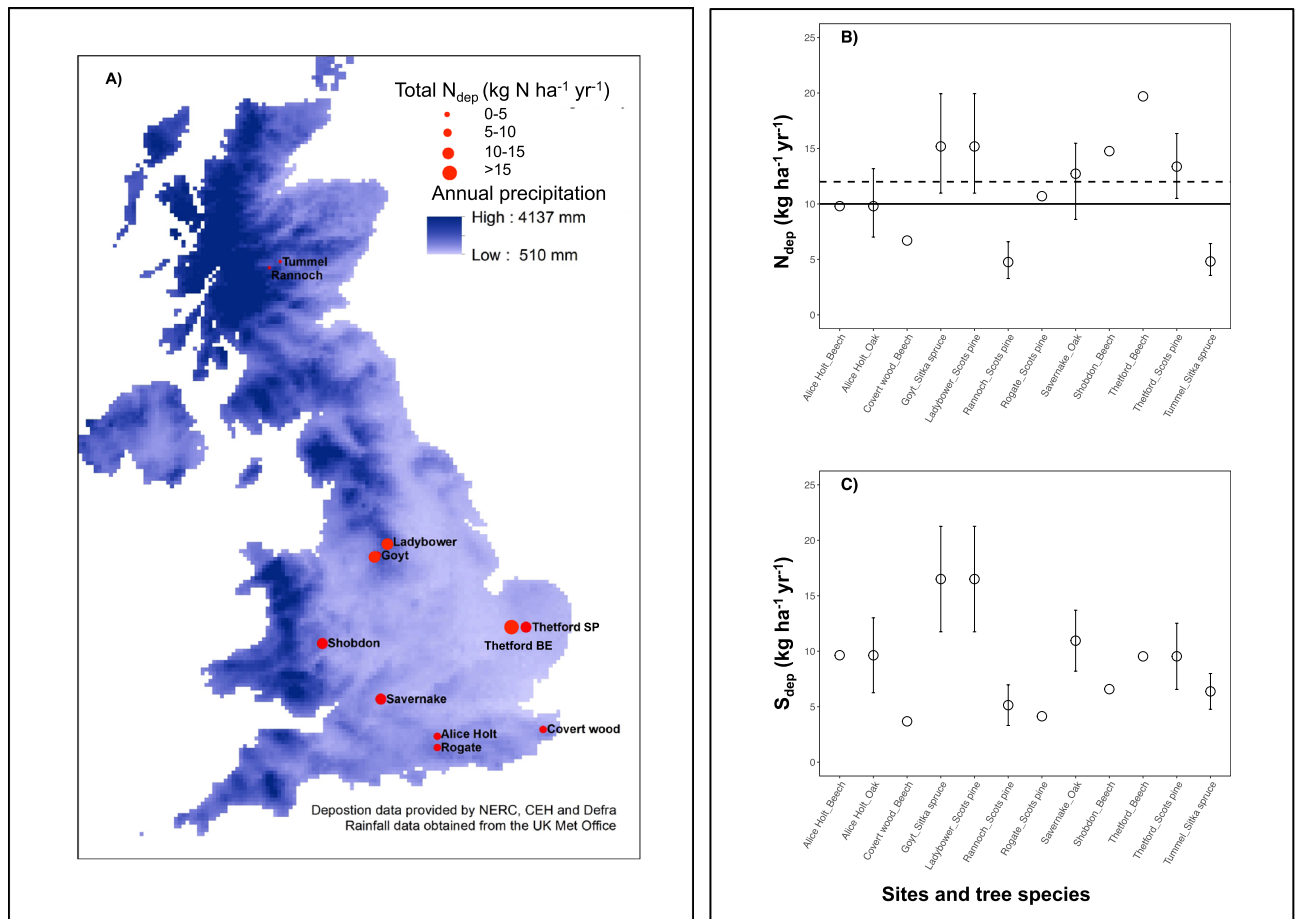 A)
Total Ndep (kg N ha-1 yr-1)
0-5
5-10
10-15
>15
Annual precipitation
High : 4137 mm
Low : 510 mm
Tummel
Rannoch
Ladybower
Goyt
Thetford SP
Thetford BE
Shobdon
Savernake
Covert wood
Alice Holt
Rogate
Depostion data provided by NERC, CEH and Defra
Rainfall data obtained from the UK Met Office
B)
Ndep (kg ha-1 yr-1)
25
20
15
10
5
0
Alice Holt_Beech
Alice Holt_Oak
Covert wood_Beech
Goyt_Sitka spruce
Ladybower_Scots pine
Rannoch_Scots pine
Rogate_Scots pine
Savernake_Oak
Shobdon_Beech
Thetford_Beech
Thetford_Scots pine
Tummel_Sitka spruce
C)
Sdep (kg ha-1 yr-1)
25
20
15
10
5
0
Alice Holt_Beech
Alice Holt_Oak
Covert wood_Beech
Goyt_Sitka spruce
Ladybower_Scots pine
Rannoch_Scots pine
Rogate_Scots pine
Savernake_Oak
Shobdon_Beech
Thetford_Beech
Thetford_Scots pine
Tummel_Sitka spruce
Sites and tree species